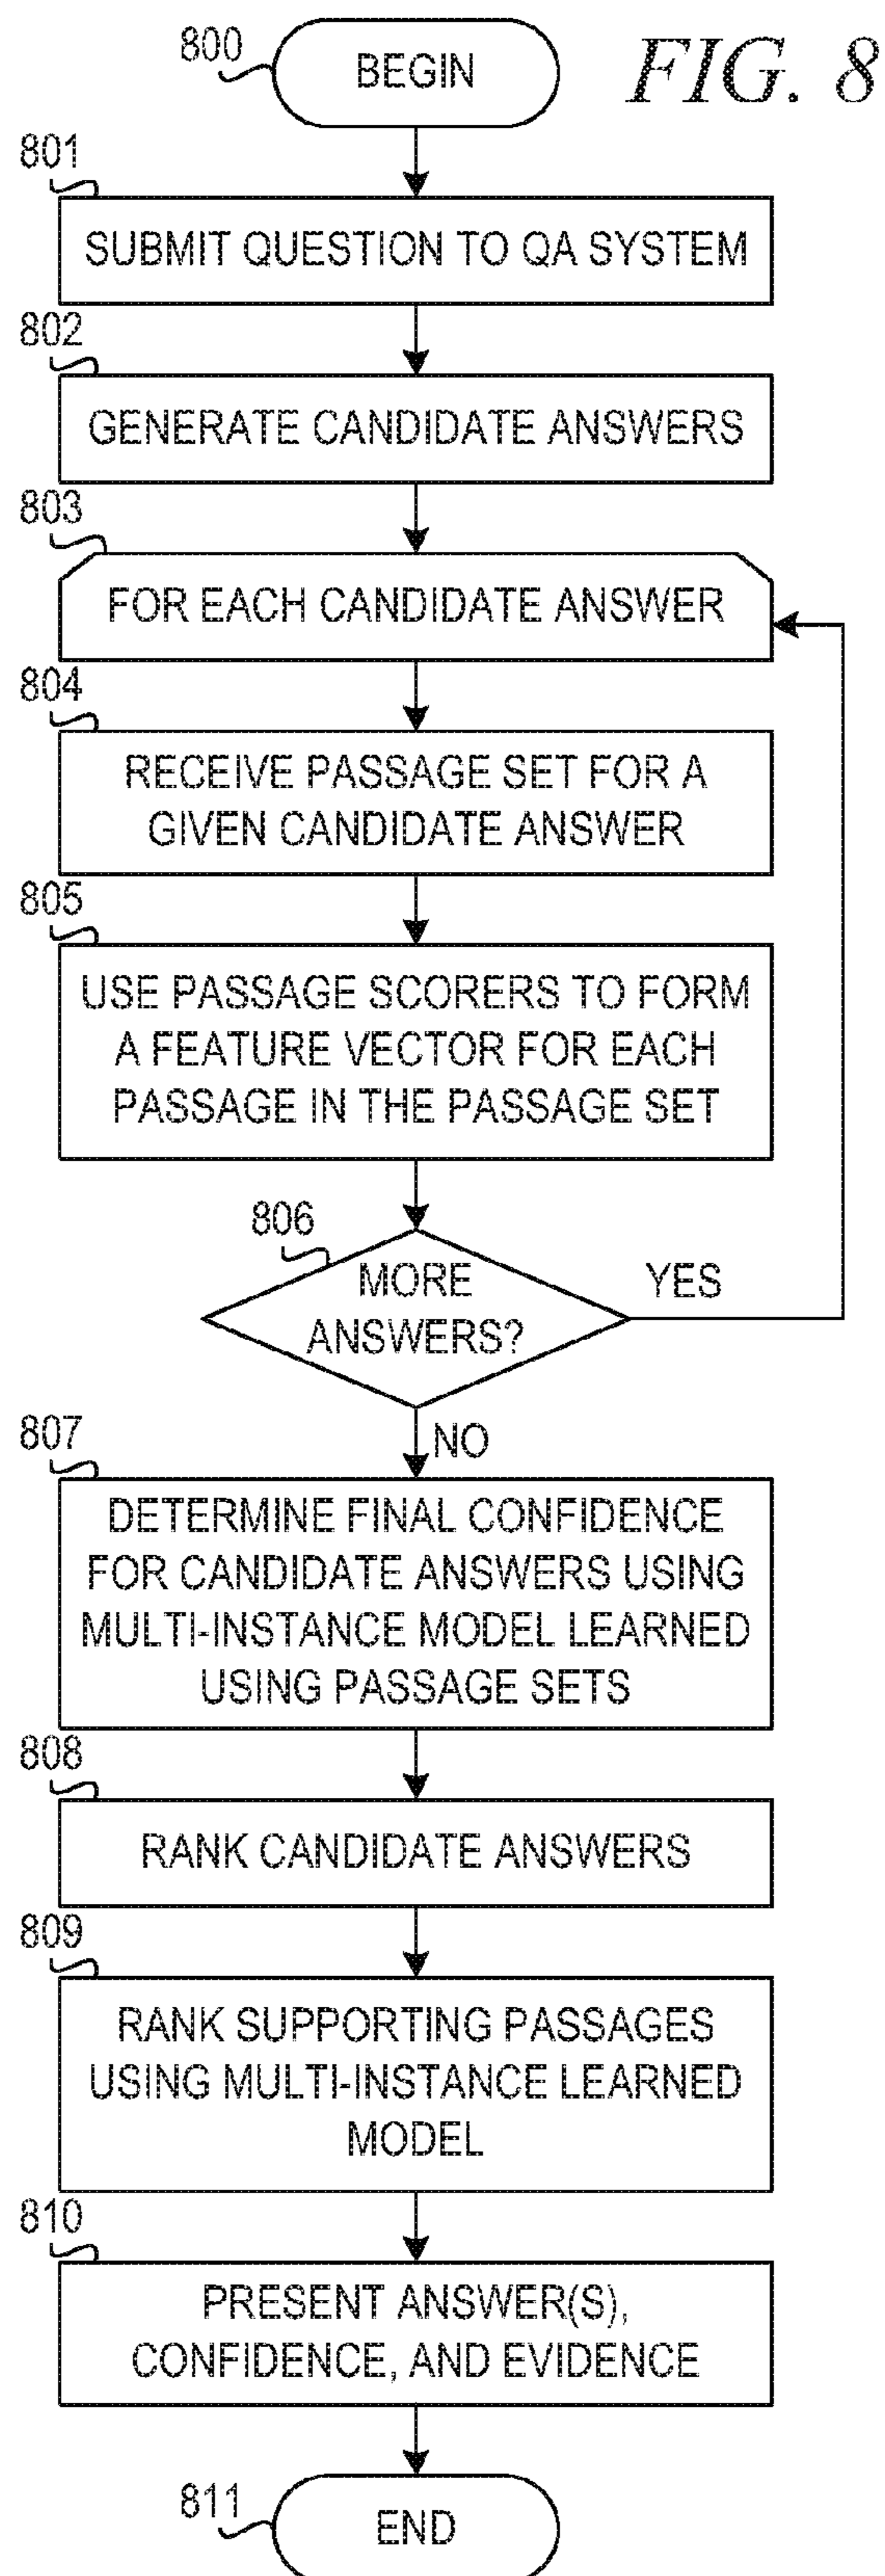 800
BEGIN
FIG. 8
801
SUBMIT QUESTION TO QA SYSTEM
802
GENERATE CANDIDATE ANSWERS
803
FOR EACH CANDIDATE ANSWER
804
RECEIVE PASSAGE SET FOR A
GIVEN CANDIDATE ANSWER
805
USE PASSAGE SCORERS TO FORM
A FEATURE VECTOR FOR EACH
PASSAGE IN THE PASSAGE SET
806
MORE
ANSWERS?
YES
NO
807
DETERMINE FINAL CONFIDENCE
FOR CANDIDATE ANSWERS USING
MULTI-INSTANCE MODEL LEARNED
USING PASSAGE SETS
808
RANK CANDIDATE ANSWERS
809
RANK SUPPORTING PASSAGES
USING MULTI-INSTANCE LEARNED
MODEL
810
PRESENT ANSWER(S),
CONFIDENCE, AND EVIDENCE
811
END